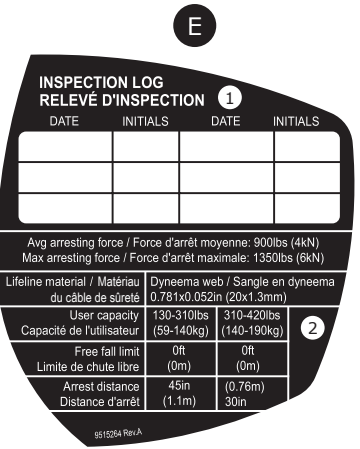 E
INSPECTION LOG
RELEVÉ D'INSPECTION 1
DATE INITIALS DATE INITIALS
Avg arresting force / Force d'arrêt moyenne: 900lbs (4kN)
Max arresting force / Force d'arrêt maximale: 1350lbs (6kN)
Lifeline material / Matériau Dyneema web / Sangle en dyneema
du câble de sûreté 0.781x0.052in (20x1.3mm)
User capacity 130-310lbs 310-420lbs
Capacité de l'utilisateur (59-140kg) (140-190kg) 2
Free fall limit 0ft 0ft
Limite de chute libre (0m) (0m)
Arrest distance 45in (0.76m)
Distance d'arrêt (1.1m) 30in
9515264 Rev.A